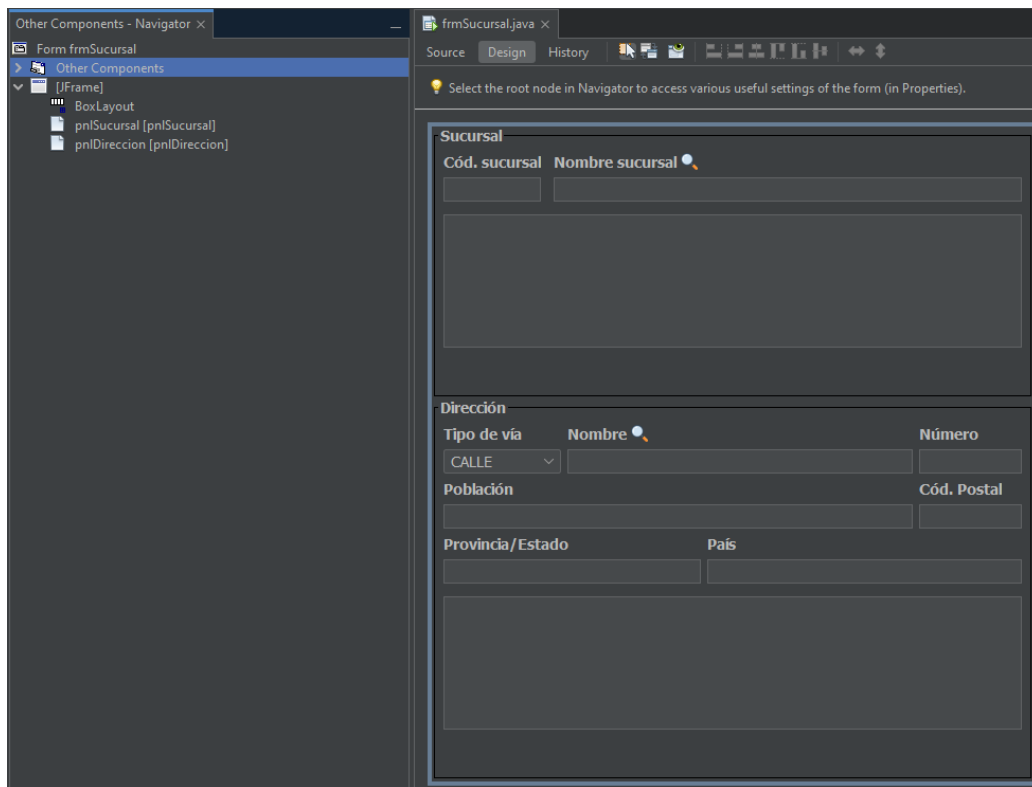 Other Components - Navigator ×
Form frmSucursal
Other Components
[JFrame]
BoxLayout
pnlSucursal [pnlSucursal]
pnlDireccion [pnlDireccion]
frmSucursal.java ×
Source Design History
Select the root node in Navigator to access various useful settings of the form (in Properties).
Sucursal
Cód. sucursal Nombre sucursal
Dirección
Tipo de vía Nombre Número
CALLE
Población Cód. Postal
Provincia/Estado País